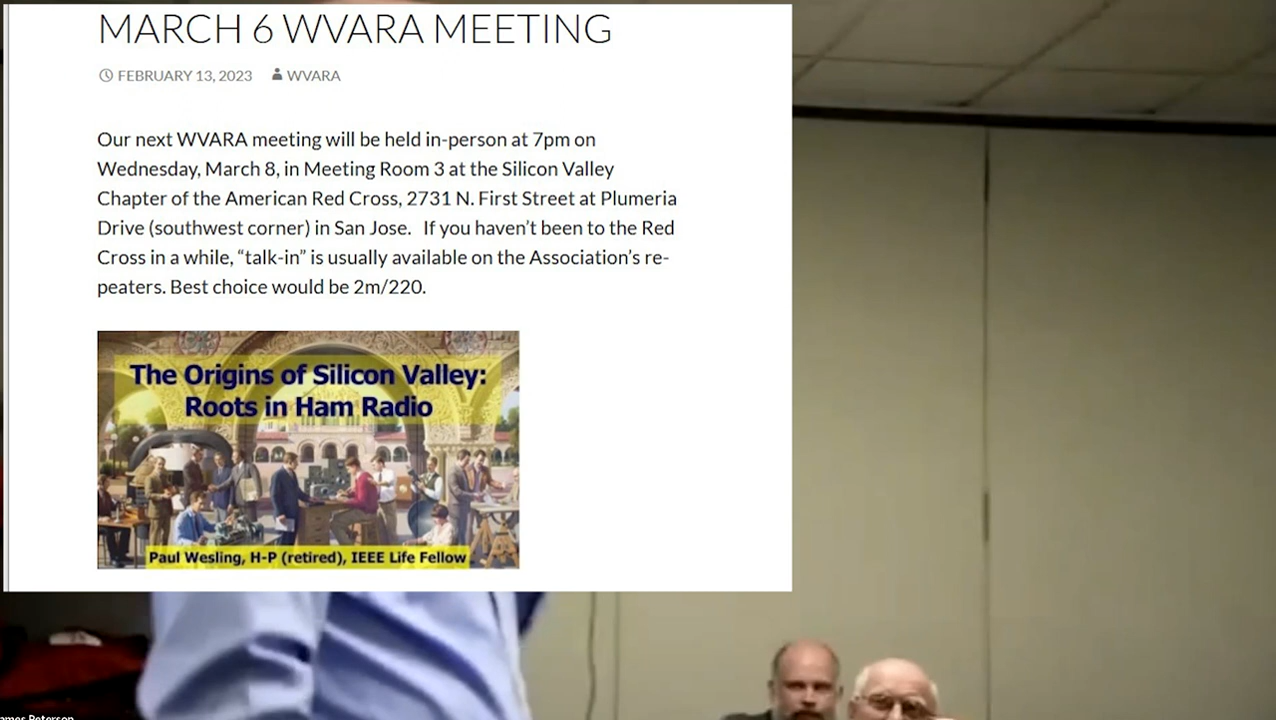 MARCH 6 WVARA MEETING
FEBRUARY 13, 2023 WVARA
Our next WVARA meeting will be held in-person at 7pm on
Wednesday, March 8, in Meeting Room 3 at the Silicon Valley
Chapter of the American Red Cross, 2731 N. First Street at Plumeria
Drive (southwest corner) in San Jose. If you haven’t been to the Red
Cross in a while, “talk-in” is usually available on the Association’s re-
peaters. Best choice would be 2m/220.
The Origins of Silicon Valley:
Roots in Ham Radio
Paul Wesling, H-P (retired), IEEE Life Fellow